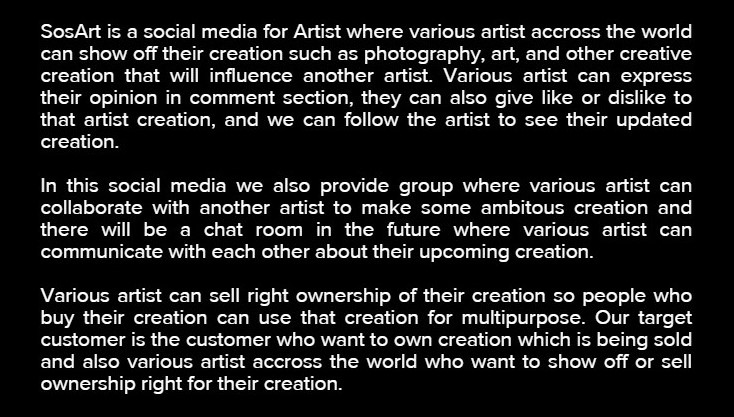 SosArt is a social media for Artist where various artist accross the world
can show off their creation such as photography, art, and other creative
creation that will influence another artist. Various artist can express
their opinion in comment section, they can also give like or dislike to
that artist creation, and we can follow the artist to see their updated
creation.
In this social media we also provide group where various artist can
collaborate with another artist to make some ambitous creation and
there will be a chat room in the future where various artist can
communicate with each other about their upcoming creation.
Various artist can sell right ownership of their creation so people who
buy their creation can use that creation for multipurpose. Our target
customer is the customer who want to own creation which is being sold
and also various artist accross the world who want to show off or sell
ownership right for their creation.